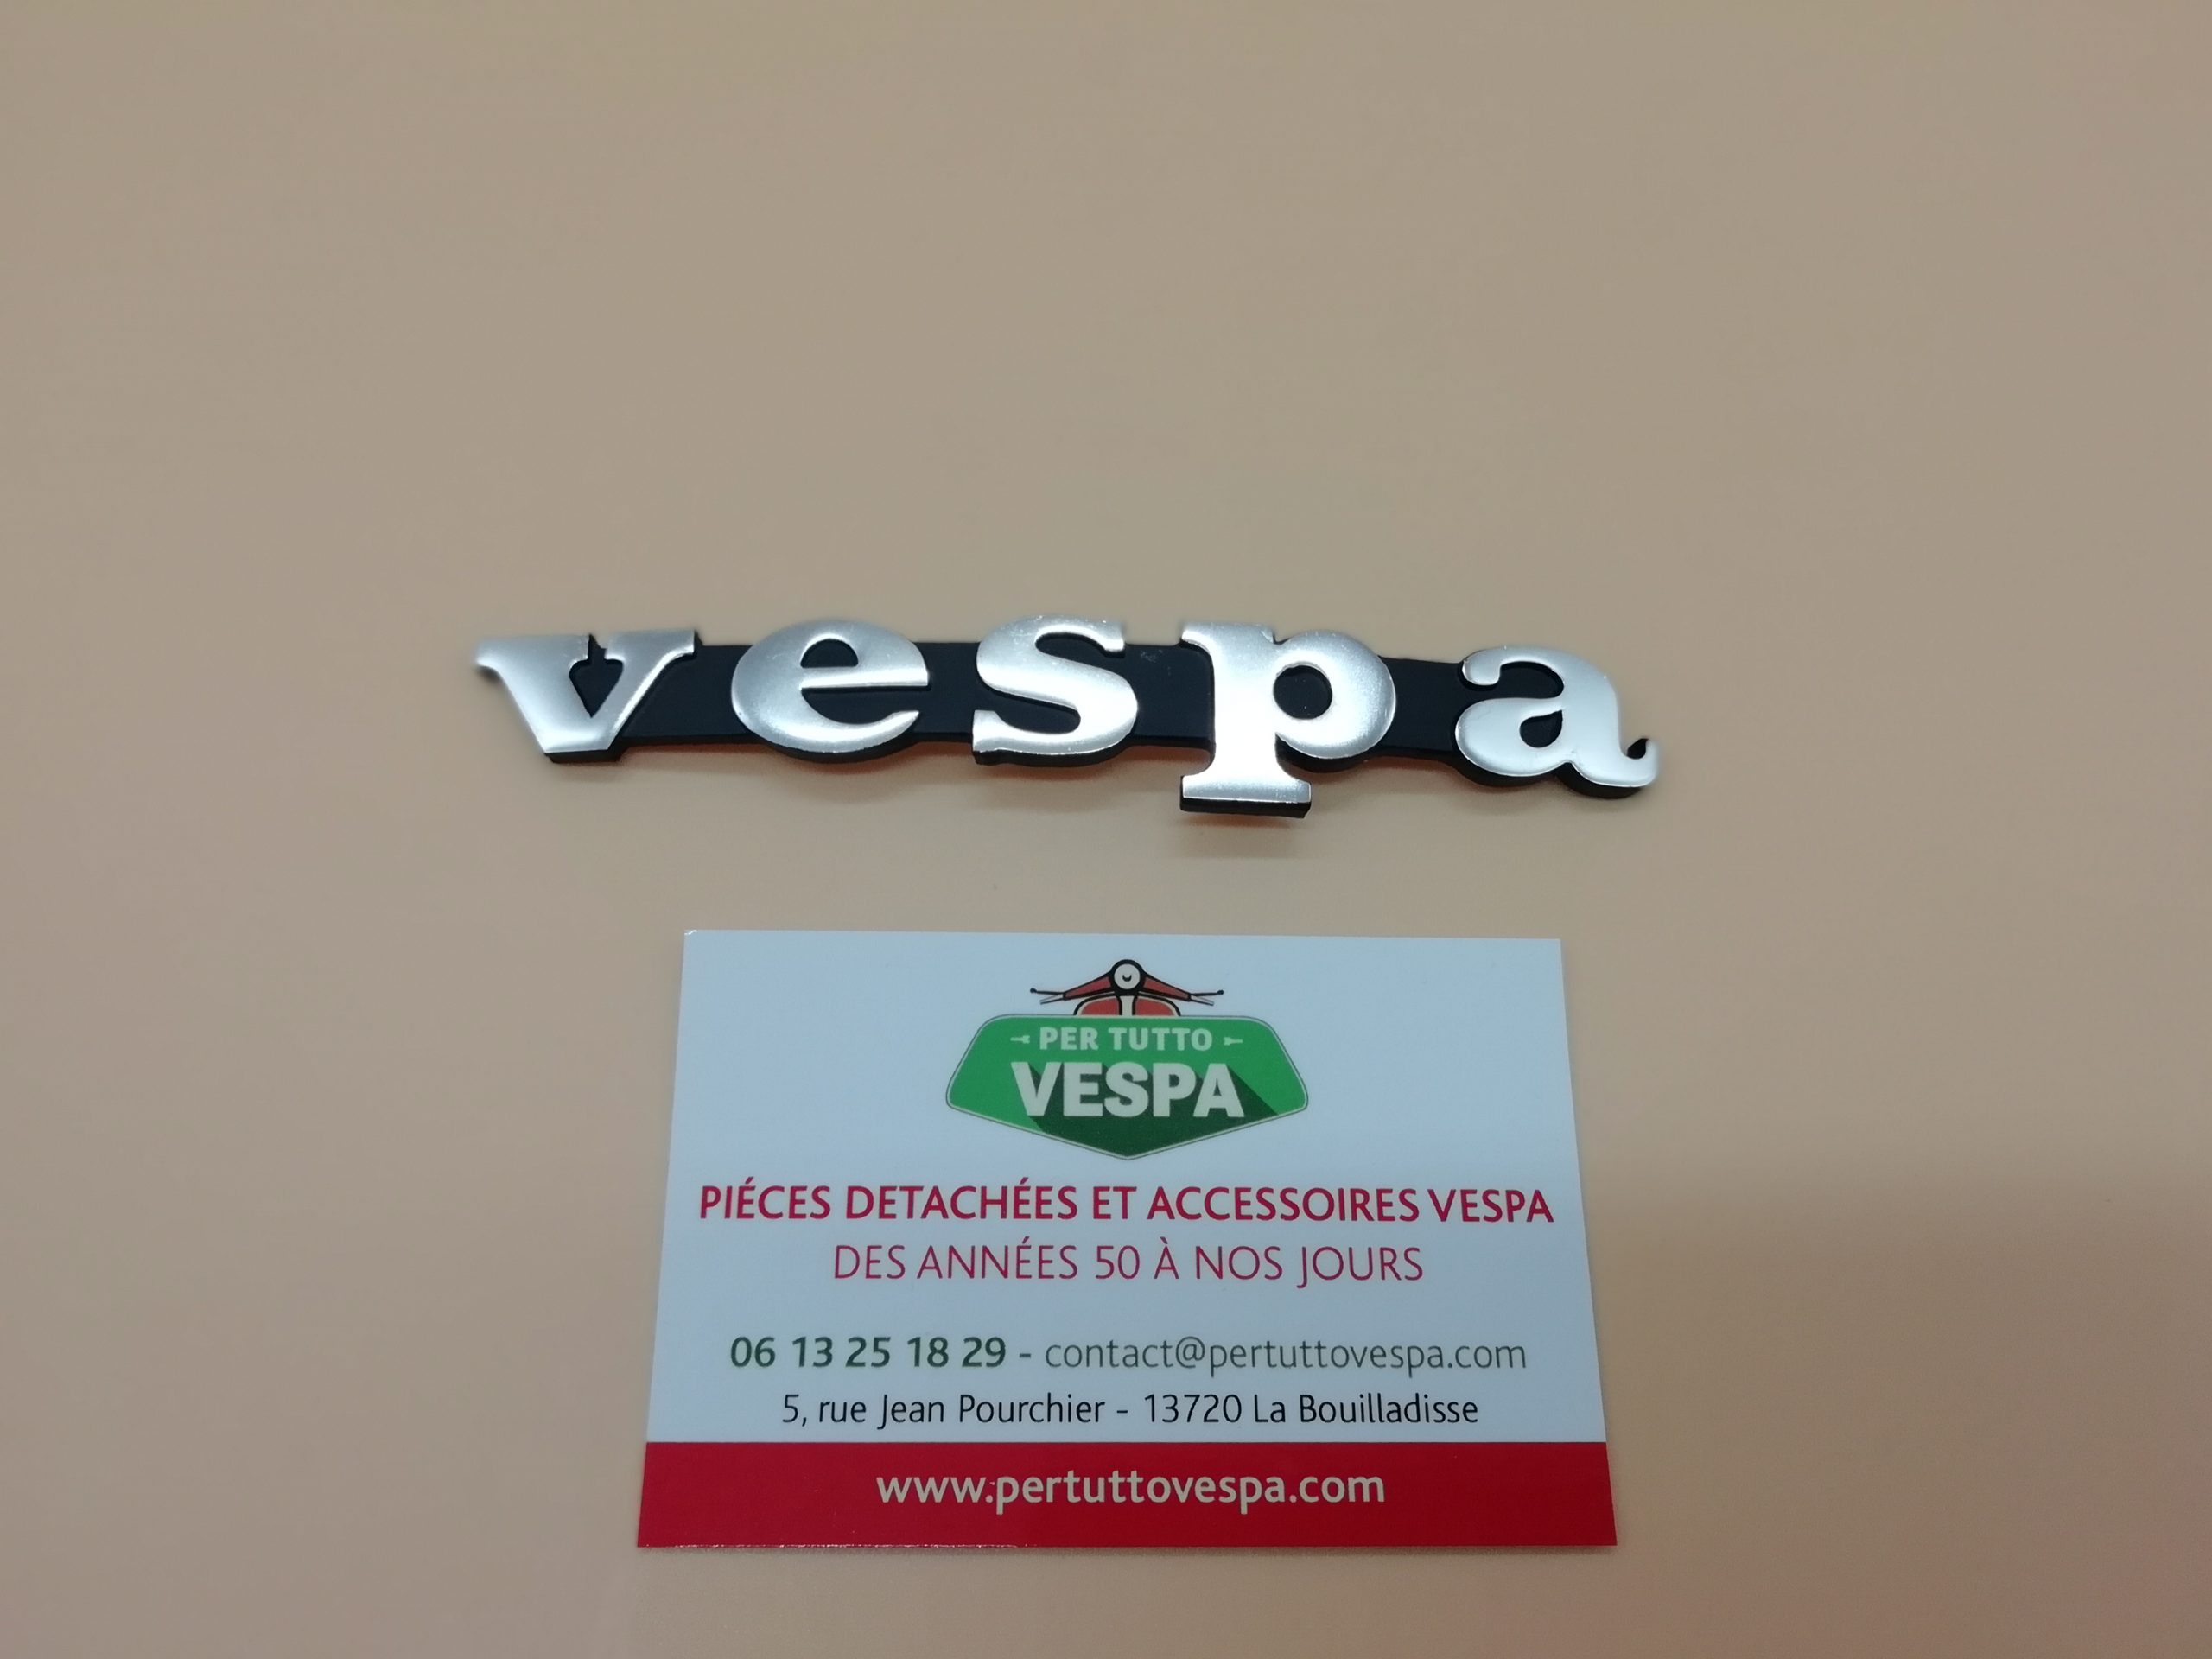 vespa
PER TUTTO
VESPA
PIÉCES DETACHÉES ET ACCESSOIRES VESPA
DES ANNÉES 50 À NOS JOURS
06 13 25 18 29 - contact@pertuttovespa.com
5, rue Jean Pourchier - 13720 La Bouilladisse
www.pertuttovespa.com